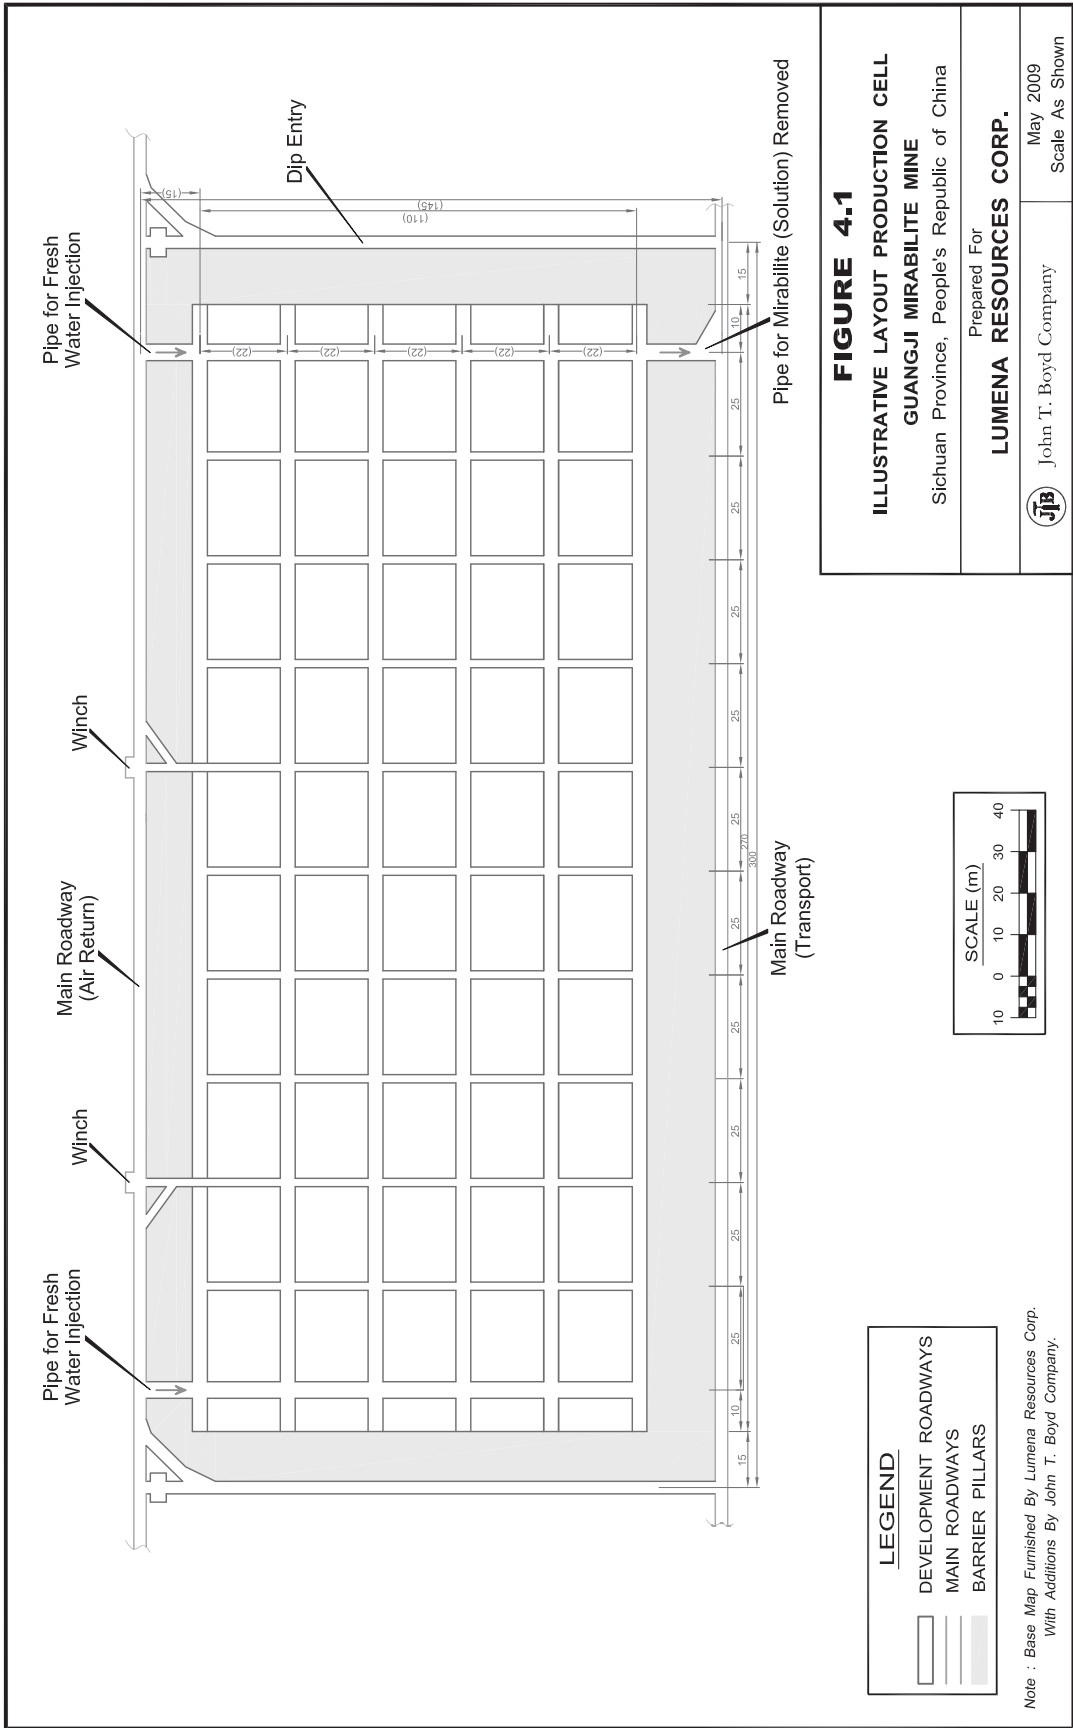 Pipe for Fresh
Water Injection
Winch
Main Roadway
(Air Return)
Winch
Pipe for Fresh
Water Injection
Dip Entry
(15)
(145)
(110)
(22)
(22)
(22)
(22)
(22)
15
10
25
25
25
25
25
25
25
25
25
25
10
15
270
300
Main Roadway
(Transport)
Pipe for Mirabilite (Solution) Removed
LEGEND
DEVELOPMENT ROADWAYS
MAIN ROADWAYS
BARRIER PILLARS
Note : Base Map Furnished By Lumena Resources Corp.
With Additions By John T. Boyd Company.
SCALE (m)
10 0 10 20 30 40
FIGURE 4.1
ILLUSTRATIVE LAYOUT PRODUCTION CELL
GUANGJI MIRABILITE MINE
Sichuan Province, People's Republic of China
Prepared For
LUMENA RESOURCES CORP.
JTB
John T. Boyd Company
May 2009
Scale As Shown